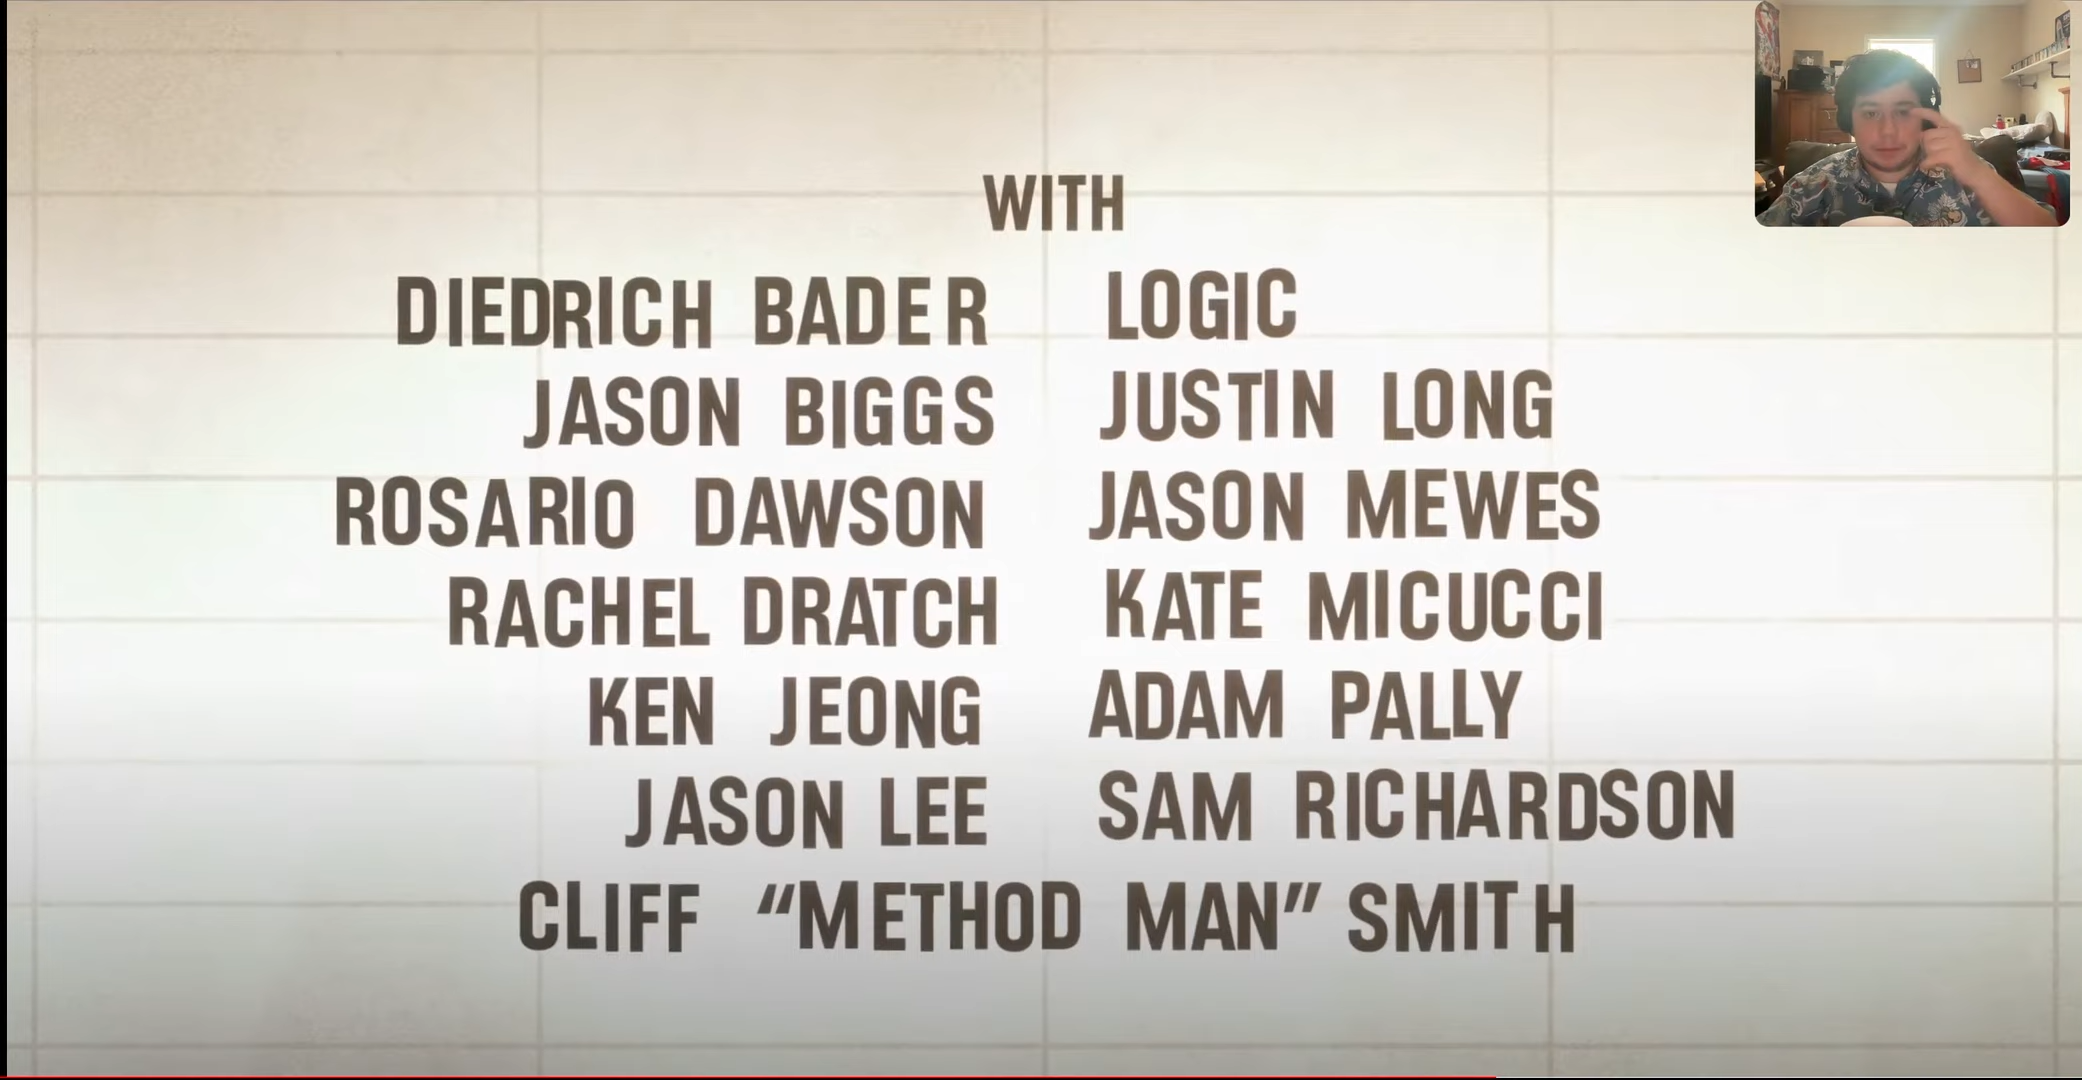 WITH
DIEDRICH BADER
JASON BIGGS
ROSARIO DAWSON
RACHEL DRATCH
KEN JEONG
JASON LEE
LOGIC
JUSTIN LONG
JASON MEWES
KATE MICUCCI
ADAM PALLY
SAM RICHARDSON
CLIFF “METHOD MAN” SMITH